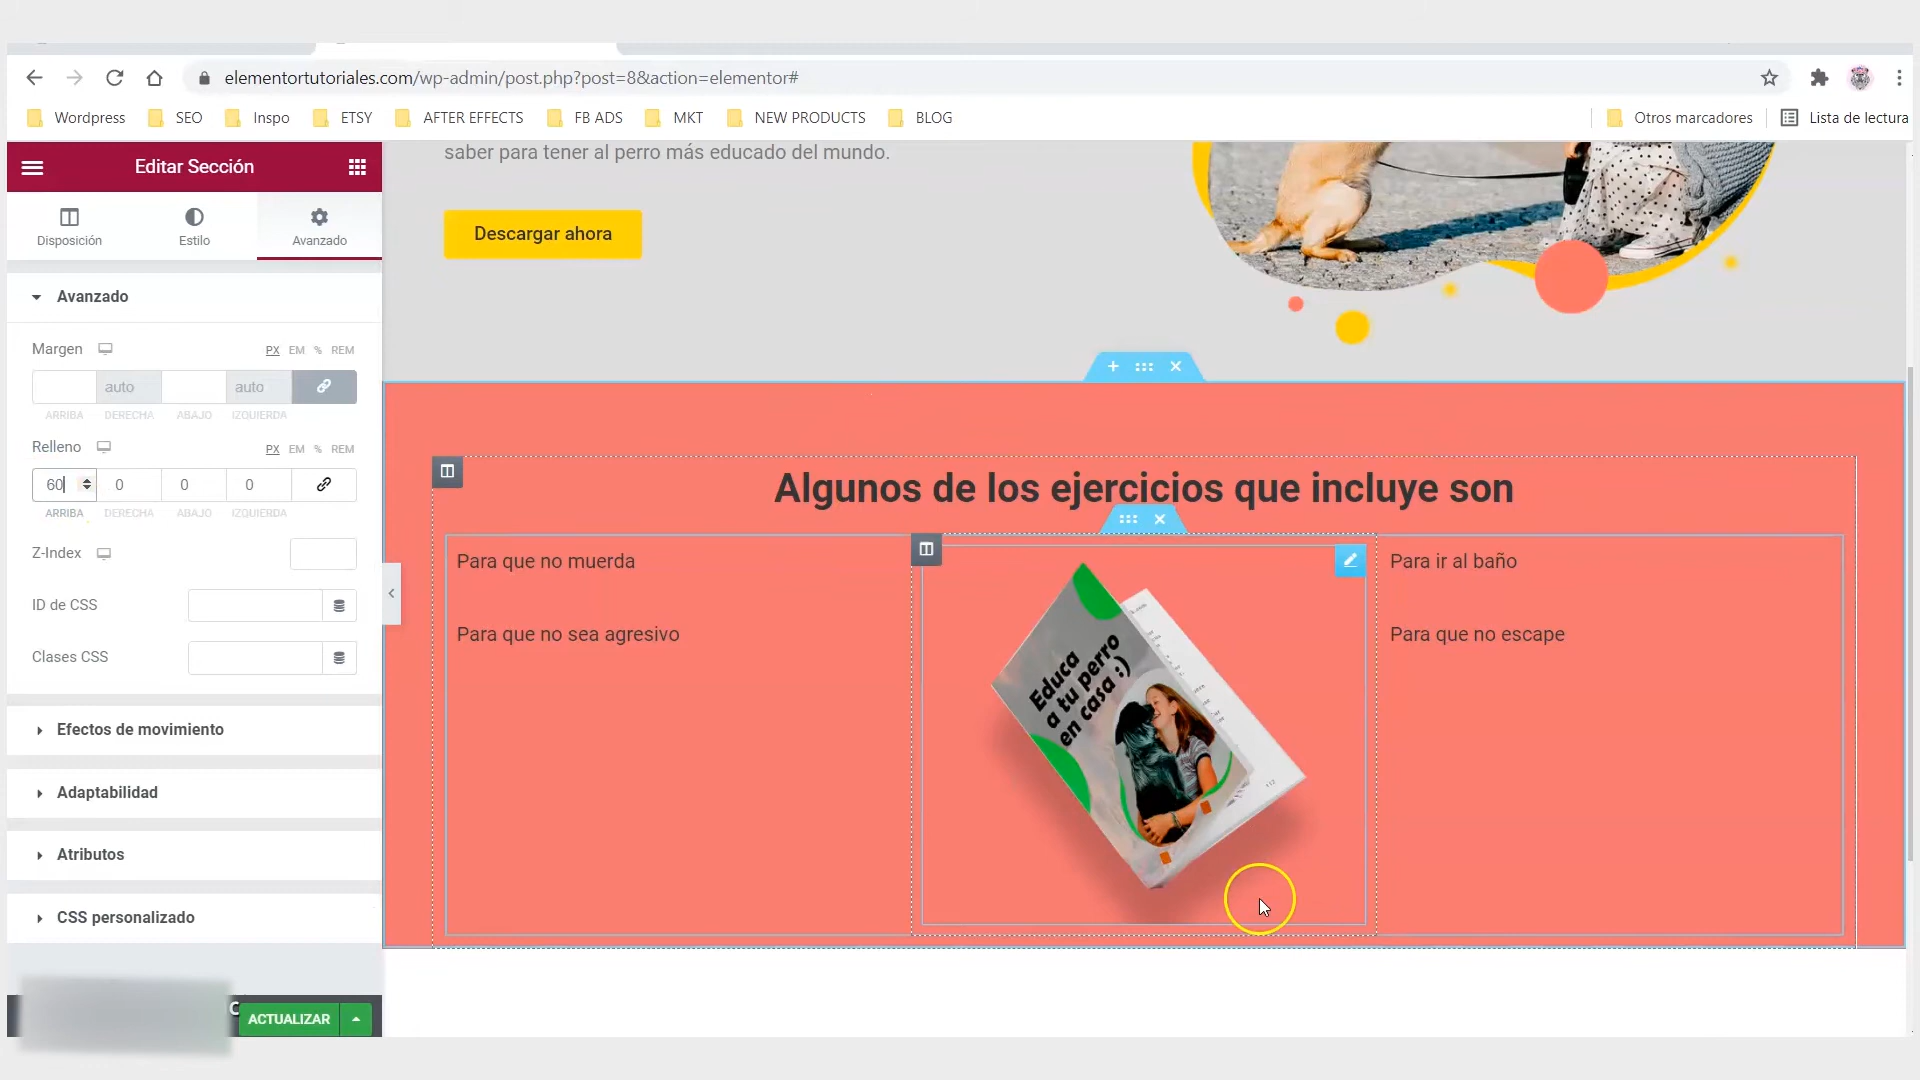 elementortutoriales.com/wp-admin/post.php?post=8&action=elementor#
Wordpress SEO Inspo ETSY AFTER EFFECTS FB ADS MKT NEW PRODUCTS BLOG Otros marcadores Lista de lectura
Editar Sección
Disposición Estilo Avanzado
Avanzado
Margen PX EM % REM
auto auto
ARRIBA DERECHA ABAJO IZQUIERDA
Relleno PX EM % REM
60 0 0 0
ARRIBA DERECHA ABAJO IZQUIERDA
Z-Index
ID de CSS
Clases CSS
Efectos de movimiento
Adaptabilidad
Atributos
CSS personalizado
ACTUALIZAR
saber para tener al perro más educado del mundo.
Descargar ahora
Algunos de los ejercicios que incluye son
Para que no muerda
Para que no sea agresivo
Educa
a tu perro
en casa :)
Para ir al baño
Para que no escape